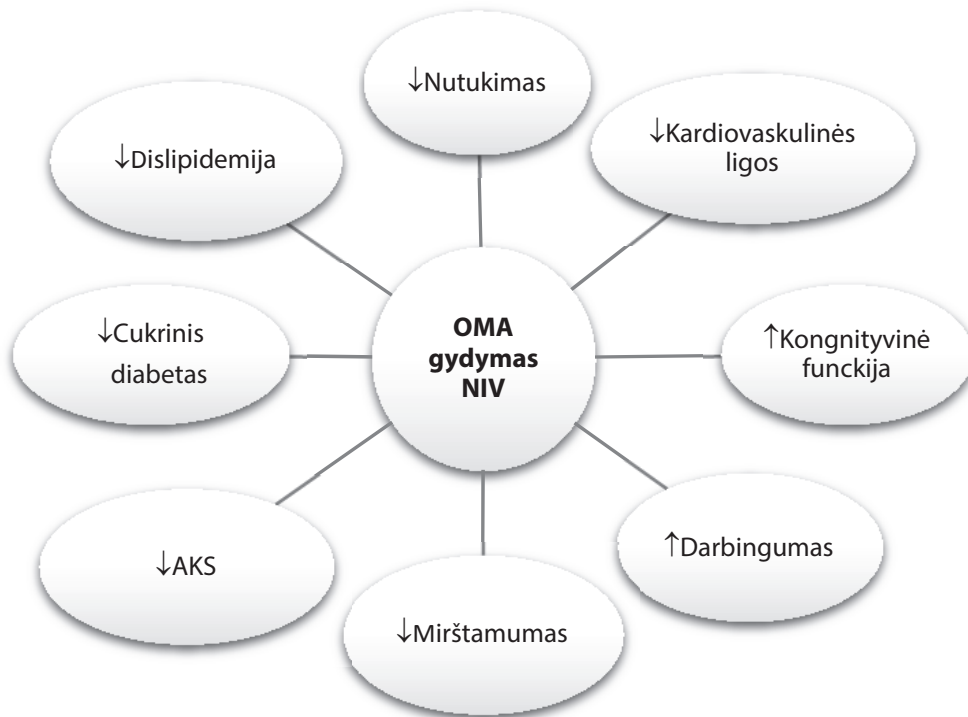 ↓Nutukimas
↓Dislipidemija
↓Kardiovaskulinės
ligos
OMA
gydymas
NIV
↓Cukrinis
diabetas
↑Kongnityvinė
funckija
↓AKS
↑Darbingumas
↓Mirštamumas